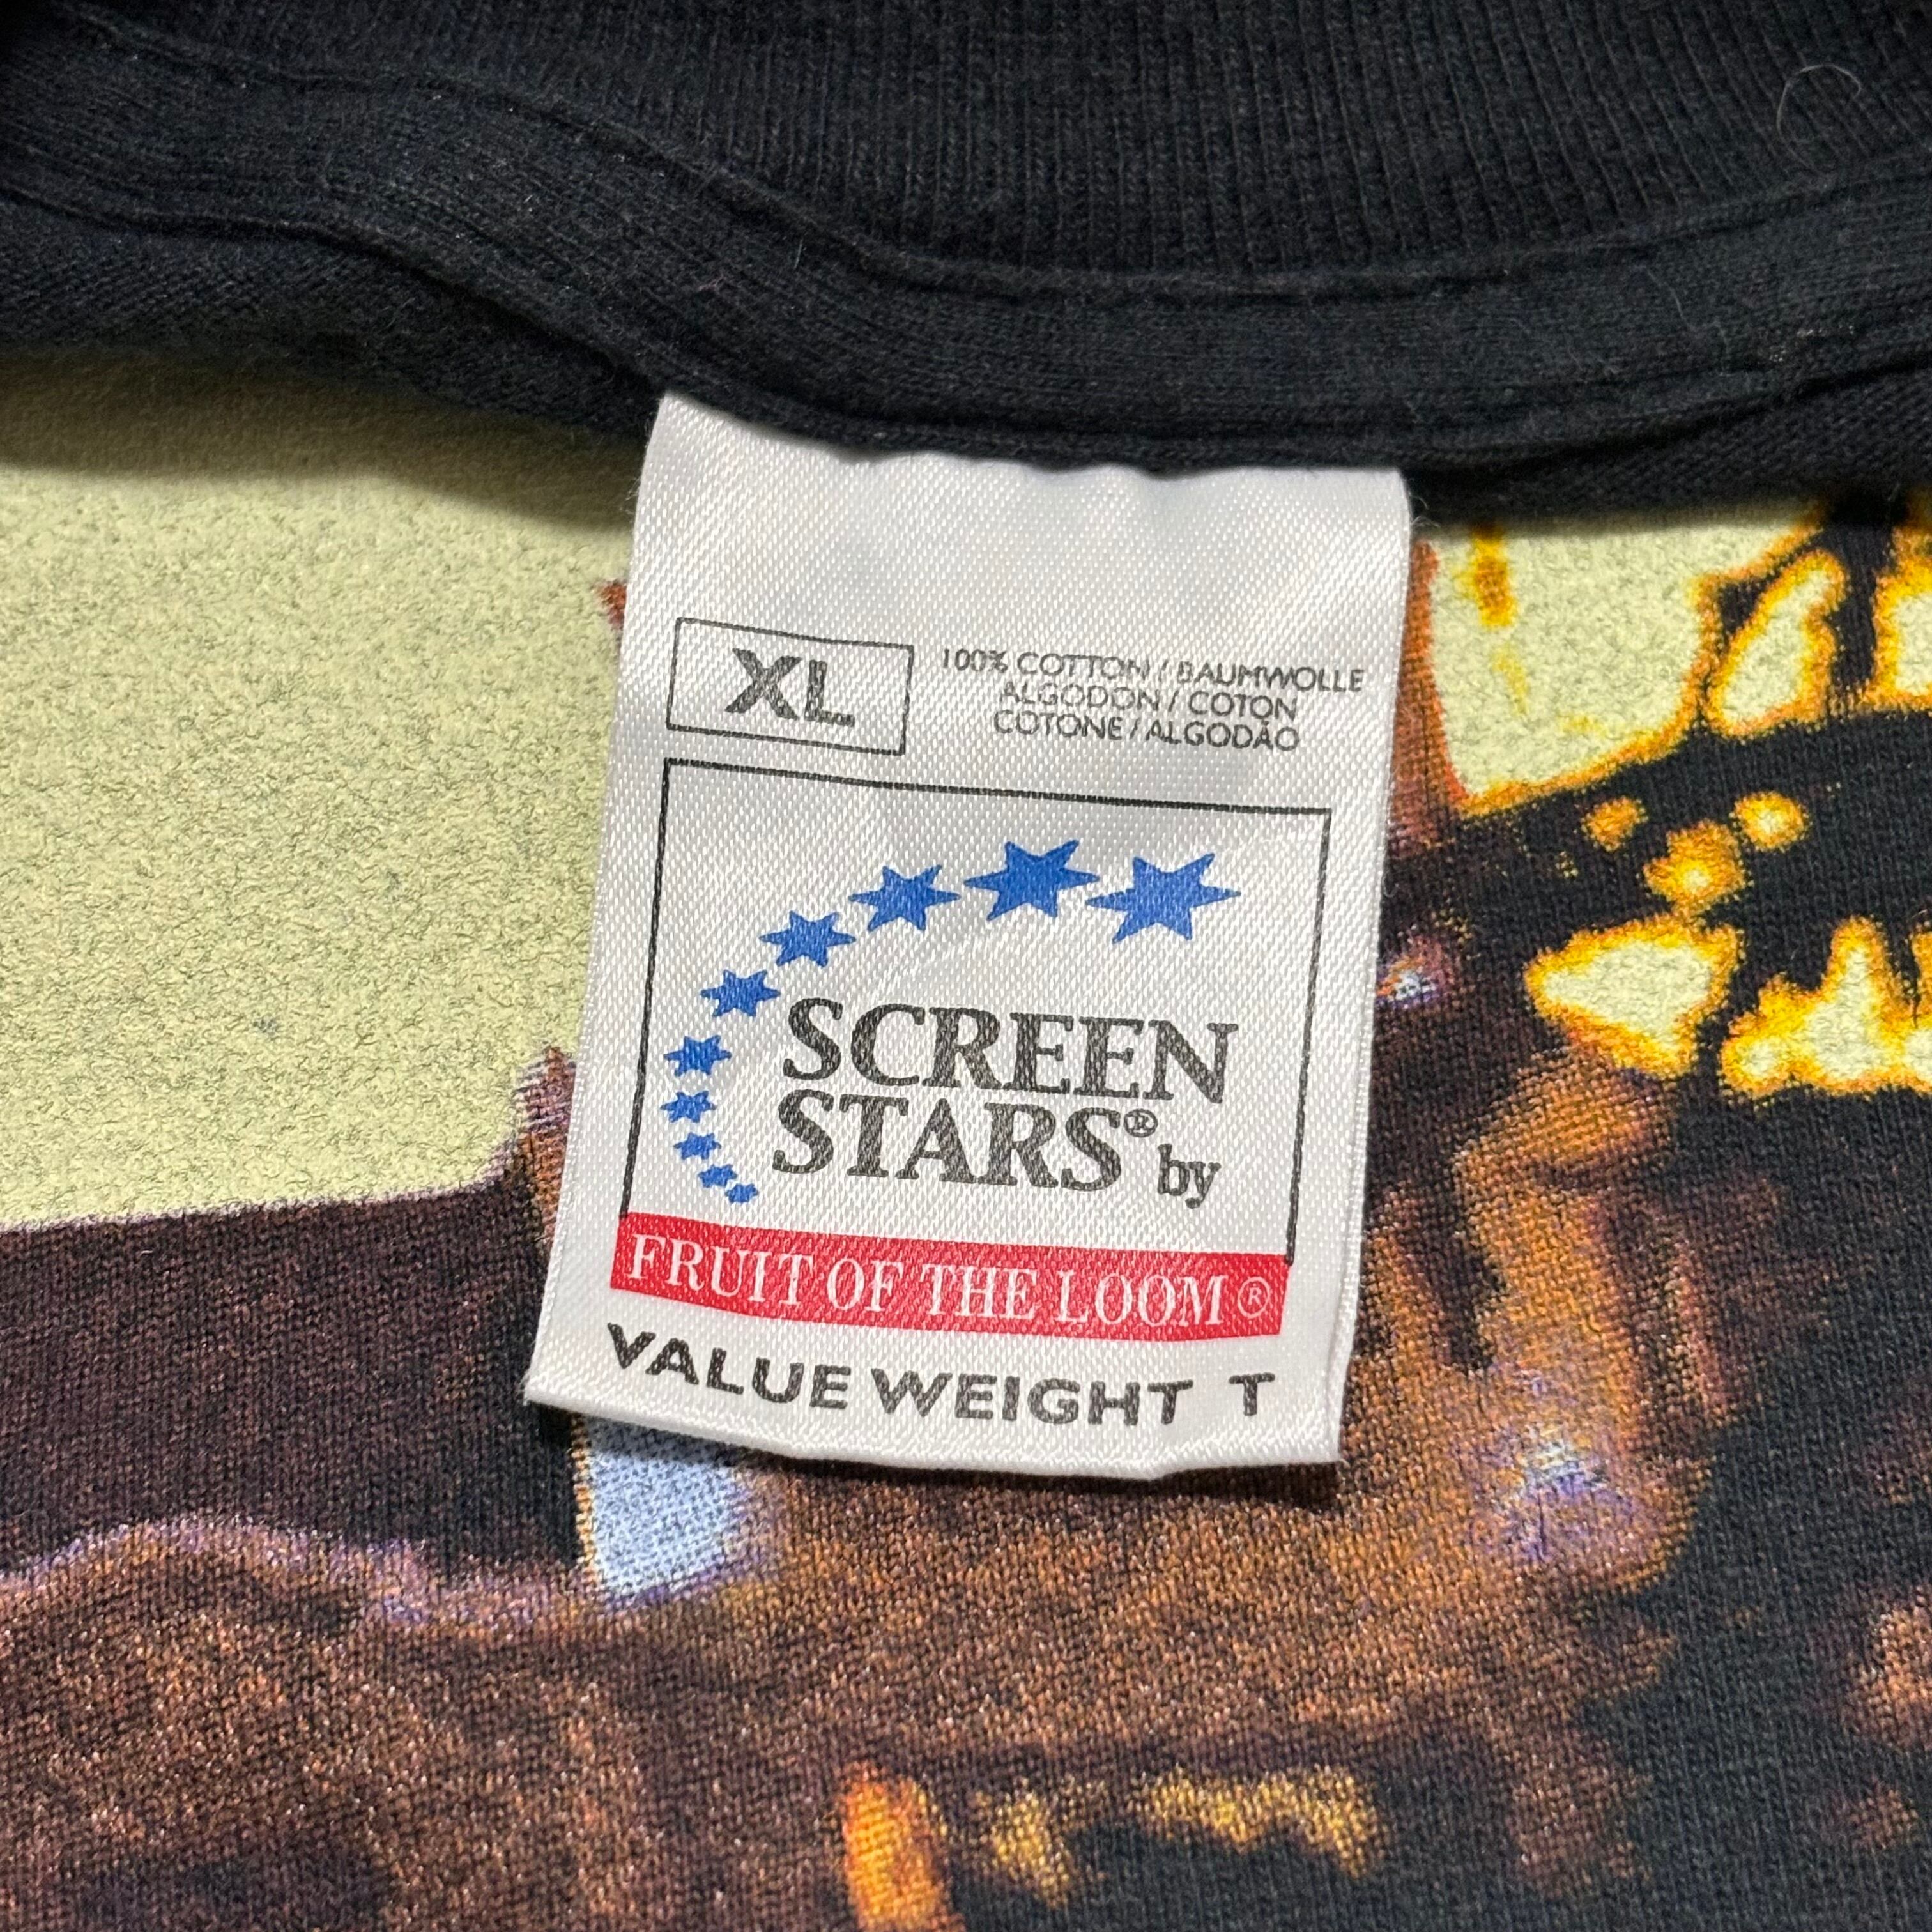 XL
100% COTTON / BAUMWOLLE
ALGODON / COTON
COTONE / ALGODÃO
SCREEN
STARS® by
FRUIT OF THE LOOM®
VALUE WEIGHT T